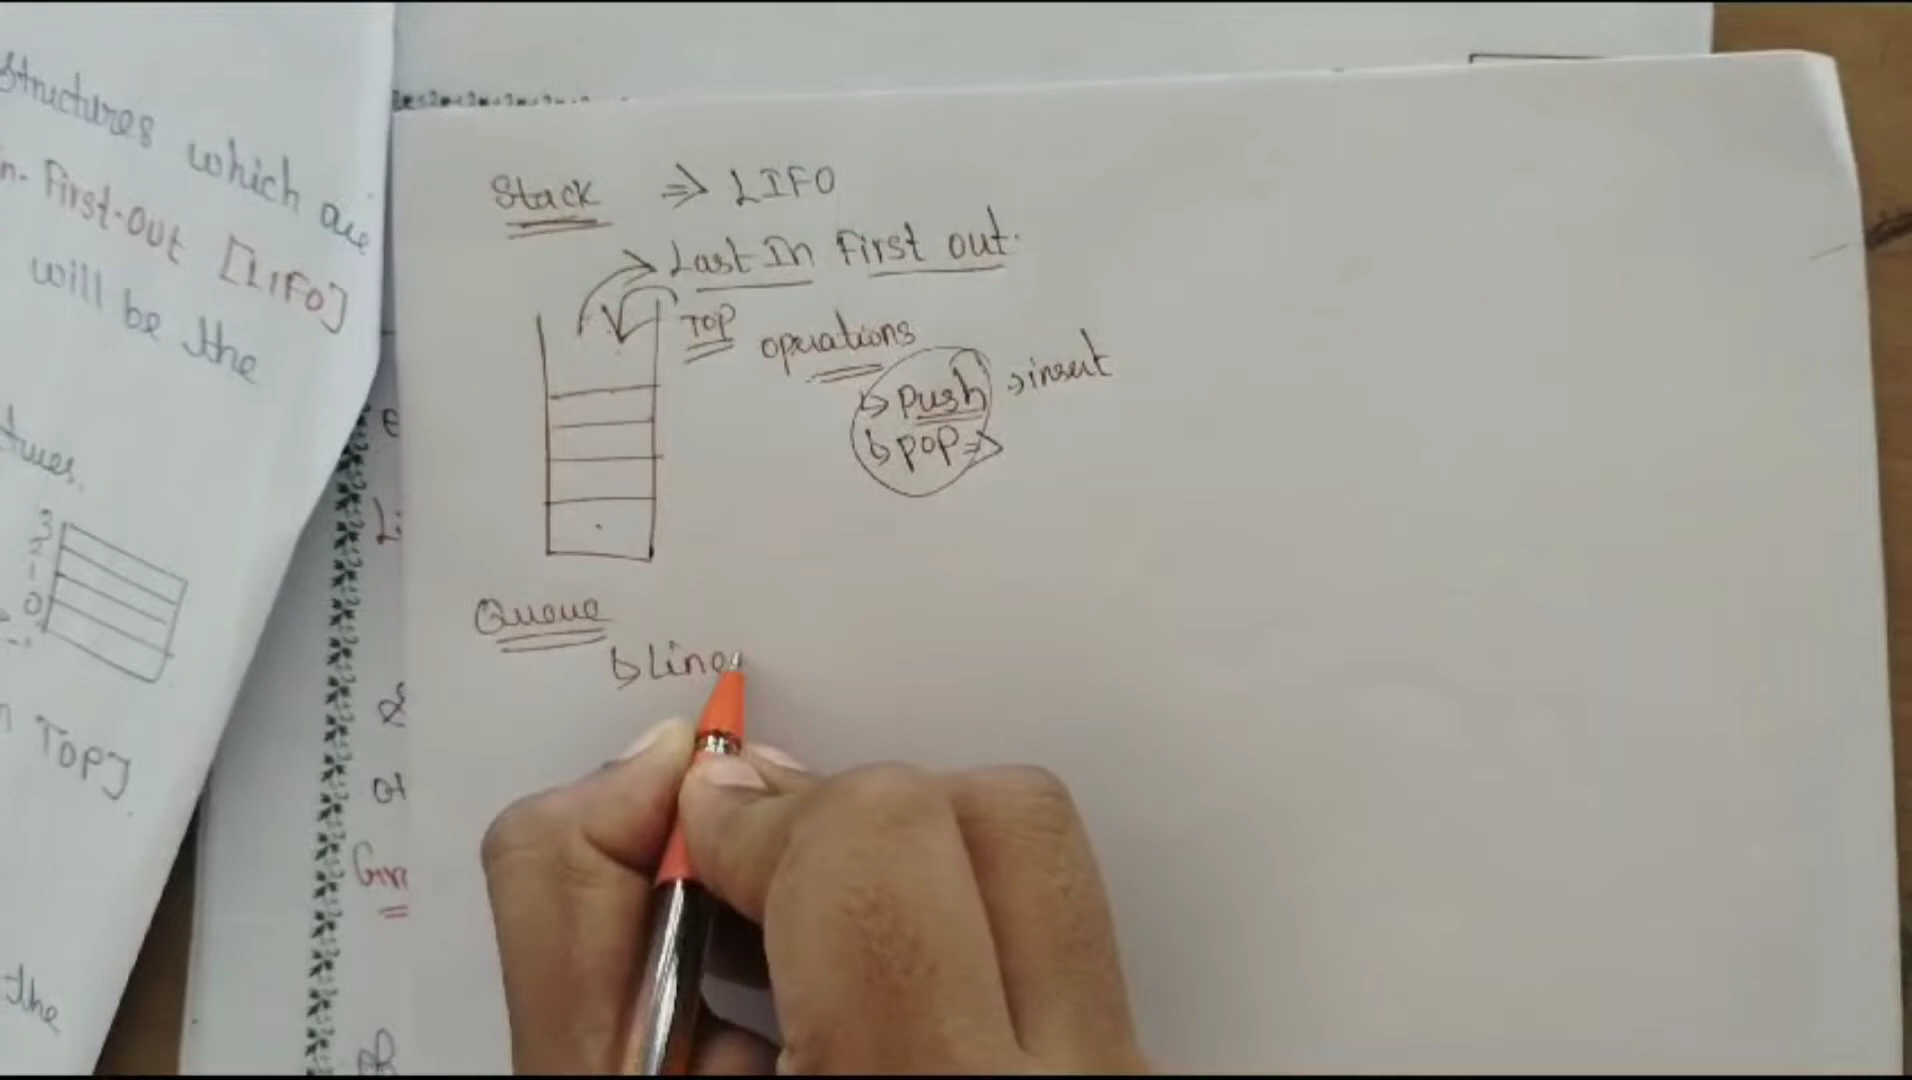 structures which are
n-First-Out [LIFO]
will be the
tures.
3
2
1
0
TOP].
the
Stack ⇒ LIFO
→ Last In First out.
TOP
operations
↳ Push → insert
↳ pop ⇒
Queue
↳ Line